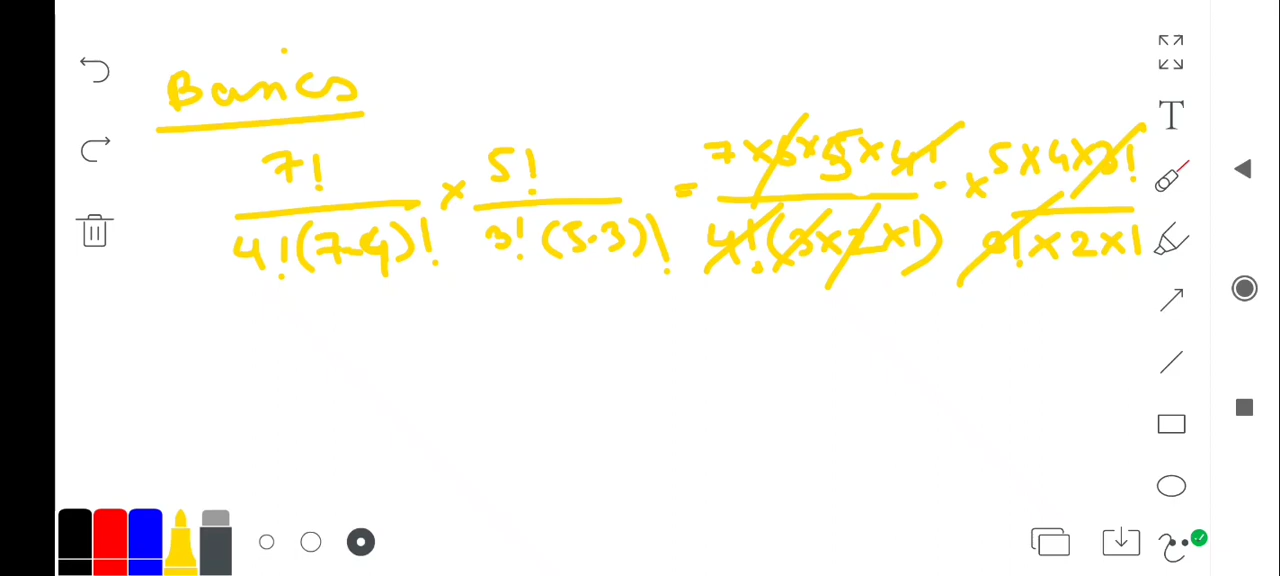 Basics
7! / 4!(7-4)! × 5! / 3!(5-3)! = 7×6×5×4! / 4!(3×2×1) × 5×4×3! / 3!×2×1
T